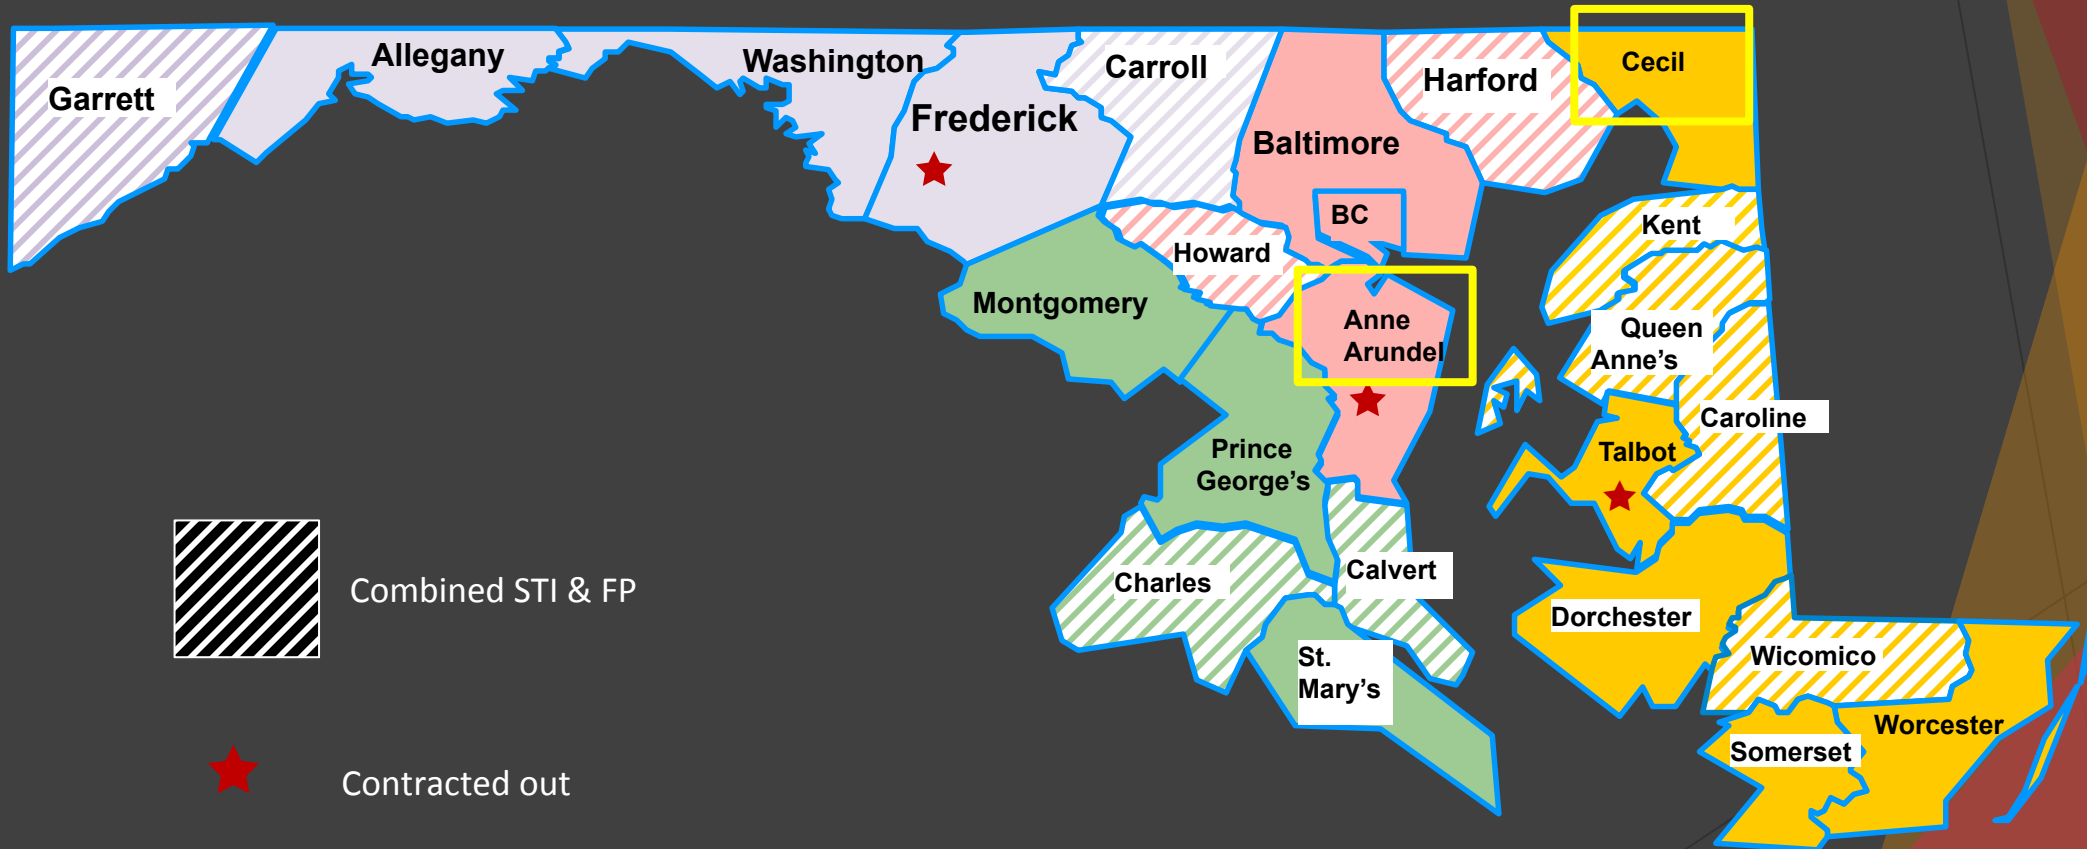 Garrett
Allegany
Washington
Frederick
Carroll
Baltimore
Harford
Cecil
BC
Howard
Montgomery
Anne
Arundel
Kent
Queen
Anne’s
Caroline
Talbot
Prince
George’s
Charles
Calvert
St.
Mary’s
Dorchester
Wicomico
Worcester
Somerset
Combined STI & FP
Contracted out